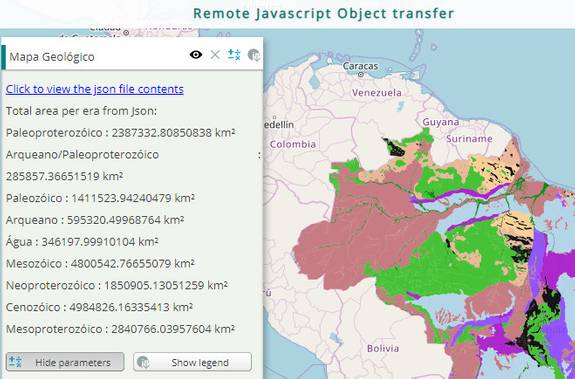 Remote Javascript Object transfer
Mapa Geológico
Click to view the json file contents
Total area per era from Json:
Paleoproterozóico : 2387332.80850838 km²
Arqueano/Paleoproterozóico :
285857.36651519 km²
Paleozóico : 1411523.94240479 km²
Arqueano : 595320.49968764 km²
Água : 346197.99910104 km²
Mesozóico : 4800542.76655079 km²
Neoproterozóico : 1850905.13051259 km²
Cenozóico : 4984826.16335413 km²
Mesoproterozóico : 2840766.03957604 km²
Hide parameters
Show legend
Caracas
Venezuela
Guyana
Suriname
edellín
Colombia
Bolivia